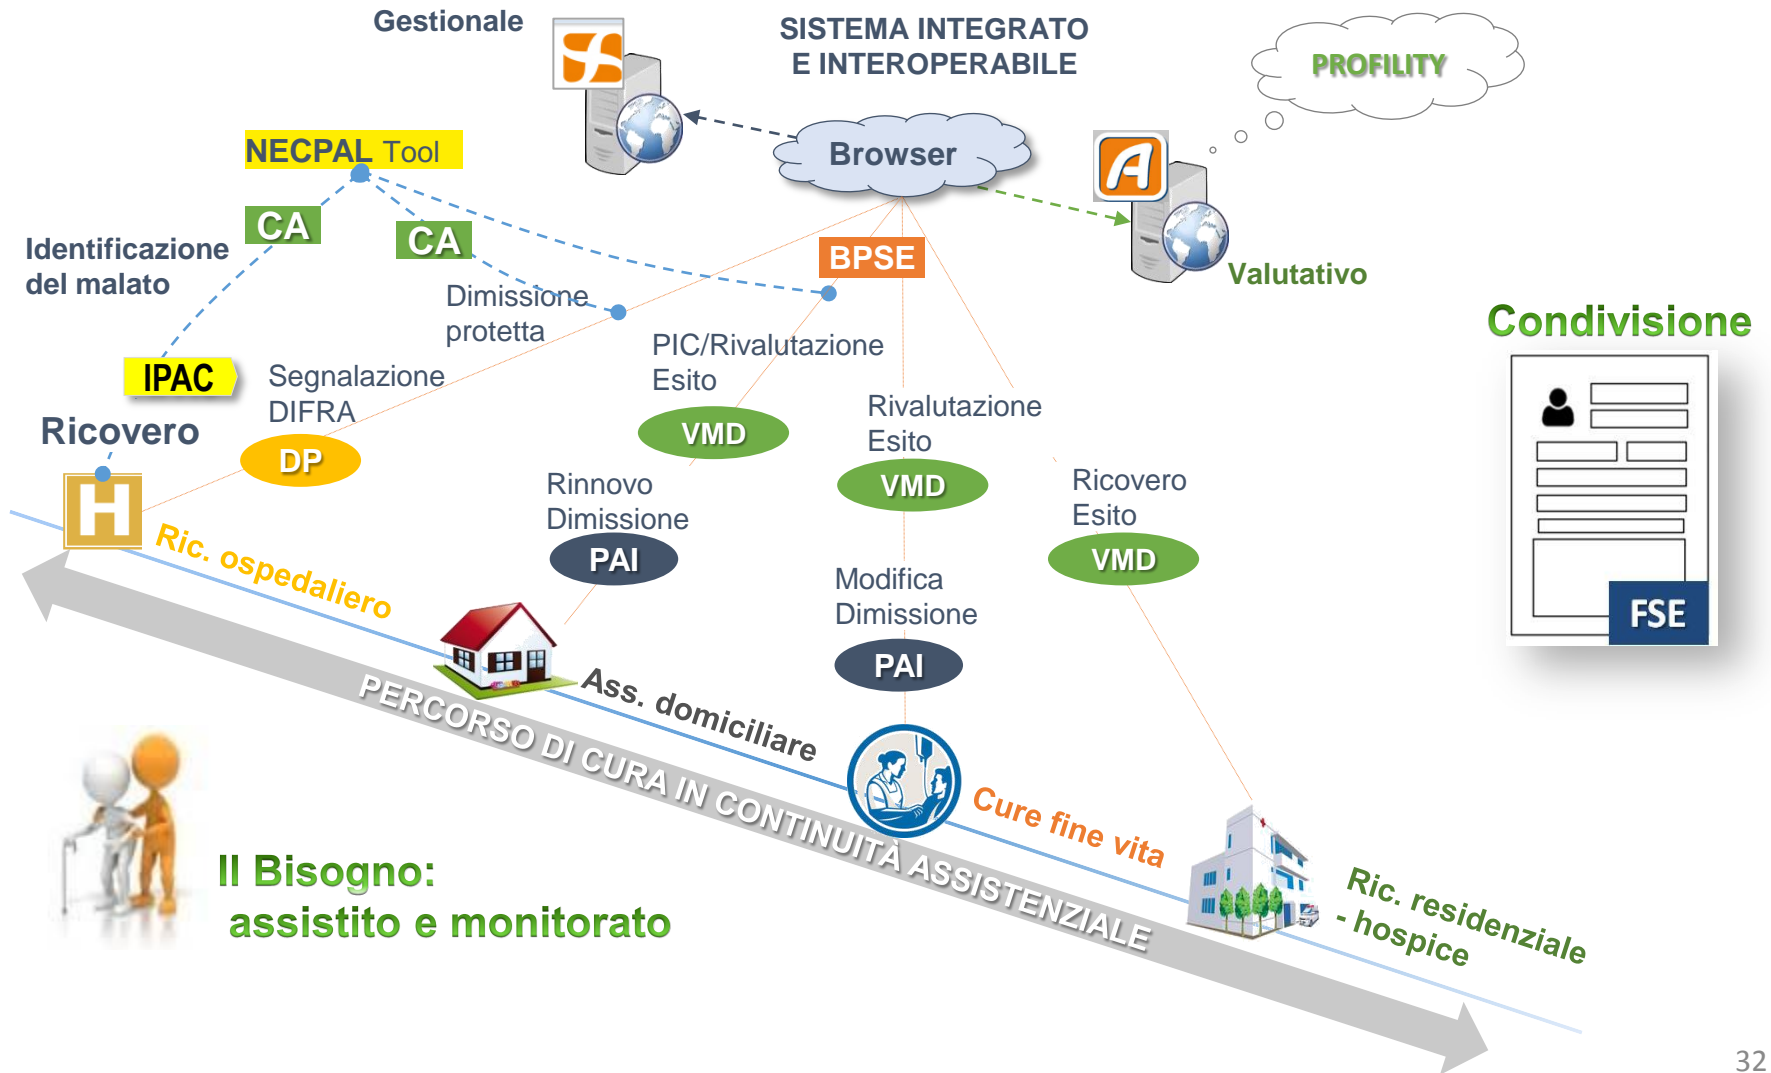 Gestionale
SISTEMA INTEGRATO
E INTEROPERABILE
PROFILITY
NECPAL Tool
Browser
A
CA
CA
Identificazione
del malato
BPSE
Valutativo
Dimissione
protetta
Condivisione
PIC/Rivalutazione
Esito
IPAC
Segnalazione
DIFRA
Ricovero
DP
VMD
Rivalutazione
Esito
VMD
Rinnovo
Dimissione
PAI
Ricovero
Esito
VMD
H
Ric. ospedaliero
Modifica
Dimissione
PAI
FSE
Ass. domiciliare
PERCORSO DI CURA IN CONTINUITÀ ASSISTENZIALE
Cure fine vita
Il Bisogno:
assistito e monitorato
Ric. residenziale
- hospice
32